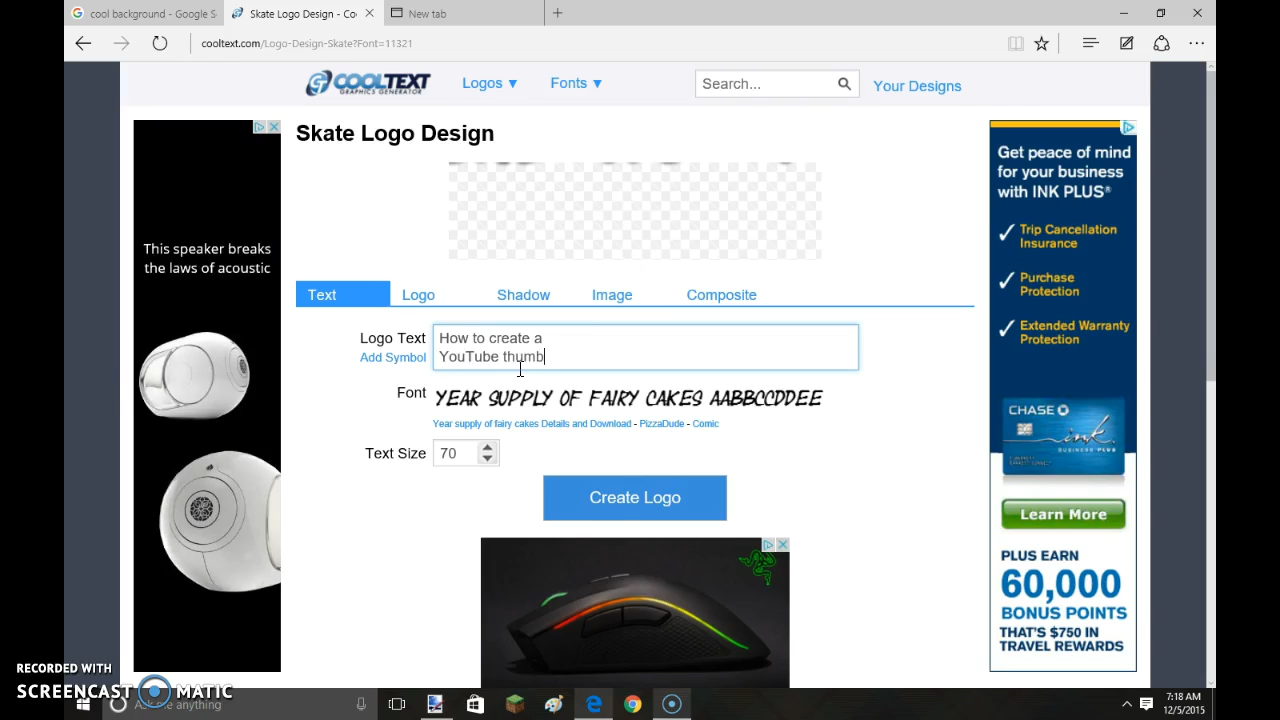 cool background - Google S
Skate Logo Design - Co
New tab
cooltext.com/Logo-Design-Skate?Font=11321
COOLTEXT
GRAPHICS GENERATOR
Logos ▼
Fonts ▼
Search...
Your Designs
Skate Logo Design
Text
Logo
Shadow
Image
Composite
Logo Text
Add Symbol
How to create a
YouTube thumb
Font
YEAR SUPPLY OF FAIRY CAKES AABBCCDDEE
Year supply of fairy cakes Details and Download - PizzaDude - Comic
Text Size
70
Create Logo
This speaker breaks
the laws of acoustic
Get peace of mind
for your business
with INK PLUS®
Trip Cancellation
Insurance
Purchase
Protection
Extended Warranty
Protection
CHASE
ink
BUSINESS PLUS
Learn More
PLUS EARN
60,000
BONUS POINTS
THAT'S $750 IN
TRAVEL REWARDS
RECORDED WITH
SCREENCAST MATIC
Ask me anything
7:18 AM
12/5/2015